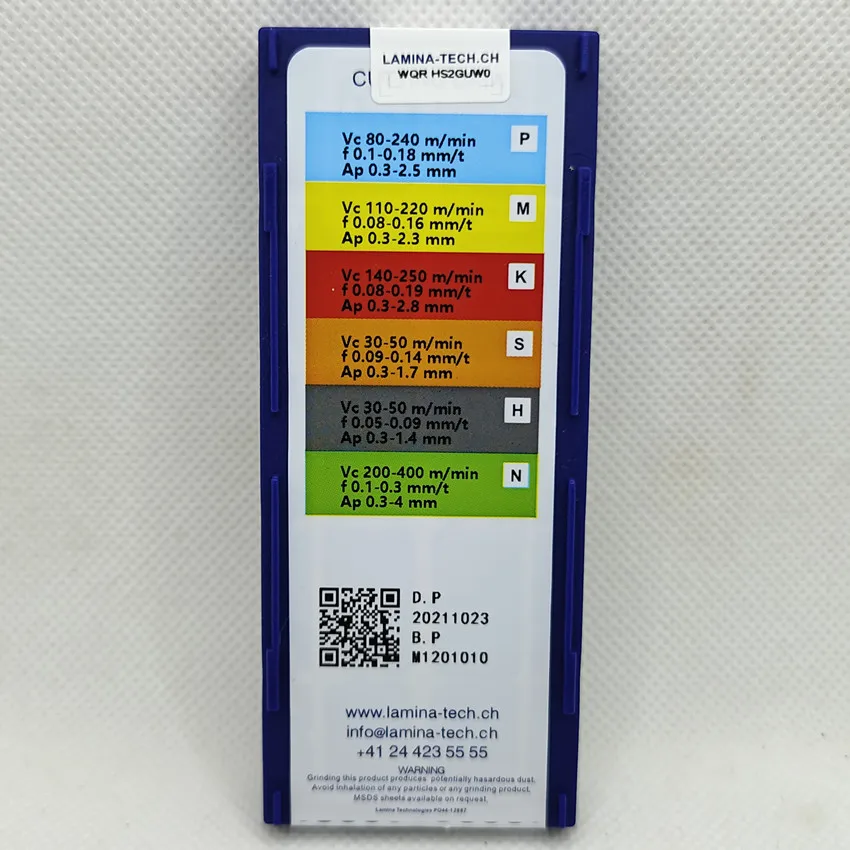 LAMINA-TECH.CH
WQR HS2GUW0
Vc 80-240 m/min
f 0.1-0.18 mm/t
Ap 0.3-2.5 mm
P
Vc 110-220 m/min
f 0.08-0.16 mm/t
Ap 0.3-2.3 mm
M
Vc 140-250 m/min
f 0.08-0.19 mm/t
Ap 0.3-2.8 mm
K
Vc 30-50 m/min
f 0.09-0.14 mm/t
Ap 0.3-1.7 mm
S
Vc 30-50 m/min
f 0.05-0.09 mm/t
Ap 0.3-1.4 mm
H
Vc 200-400 m/min
f 0.1-0.3 mm/t
Ap 0.3-4 mm
N
D.P
20211023
B.P
M1201010
www.lamina-tech.ch
info@lamina-tech.ch
+41 24 423 55 55
WARNING
Grinding this product produces potentially hazardous dust.
Avoid inhalation of any particles or any grinding product.
MSDS sheets available on request.
Lamina Technologies